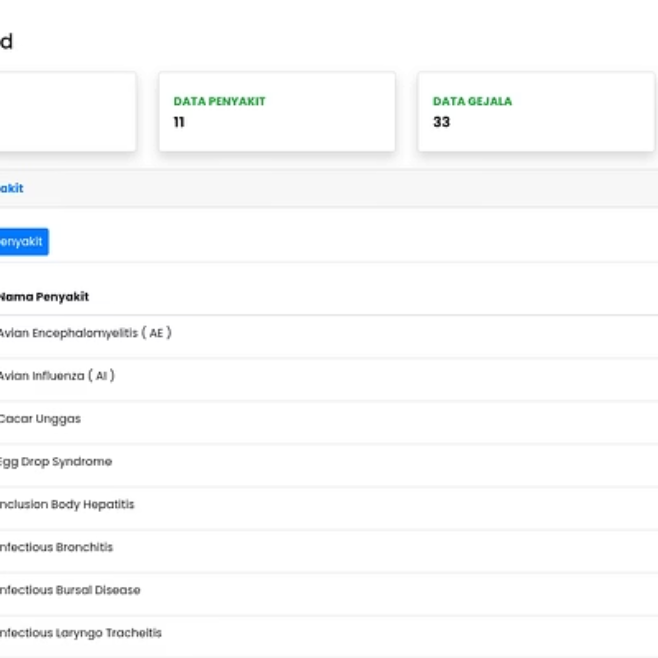 d
DATA PENYAKIT
11
DATA GEJALA
33
akit
enyakit
Nama Penyakit
Avian Encephalomyelitis ( AE )
Avian Influenza ( AI )
Cacar Unggas
Egg Drop Syndrome
nclusion Body Hepatitis
nfectious Bronchitis
nfectious Bursal Disease
nfectious Laryngo Tracheitis